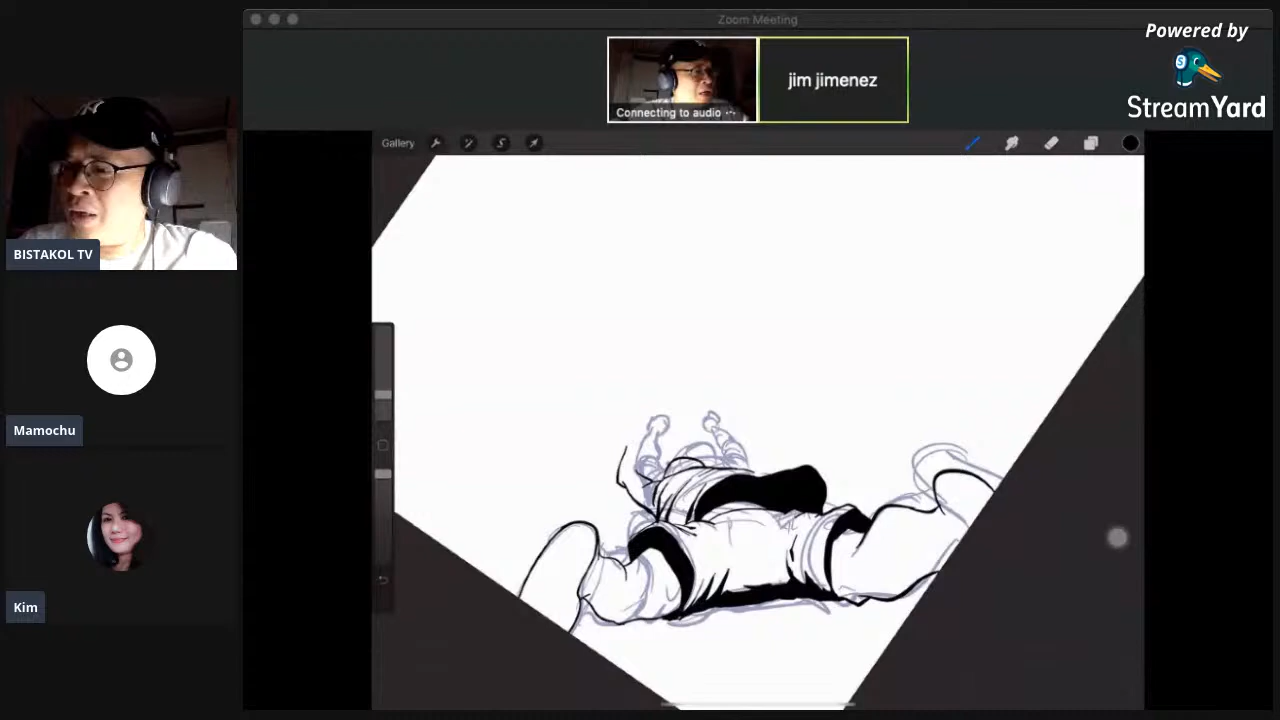 Zoom Meeting
Powered by
StreamYard
jim jimenez
Connecting to audio
Gallery
BISTAKOL TV
Mamochu
Kim